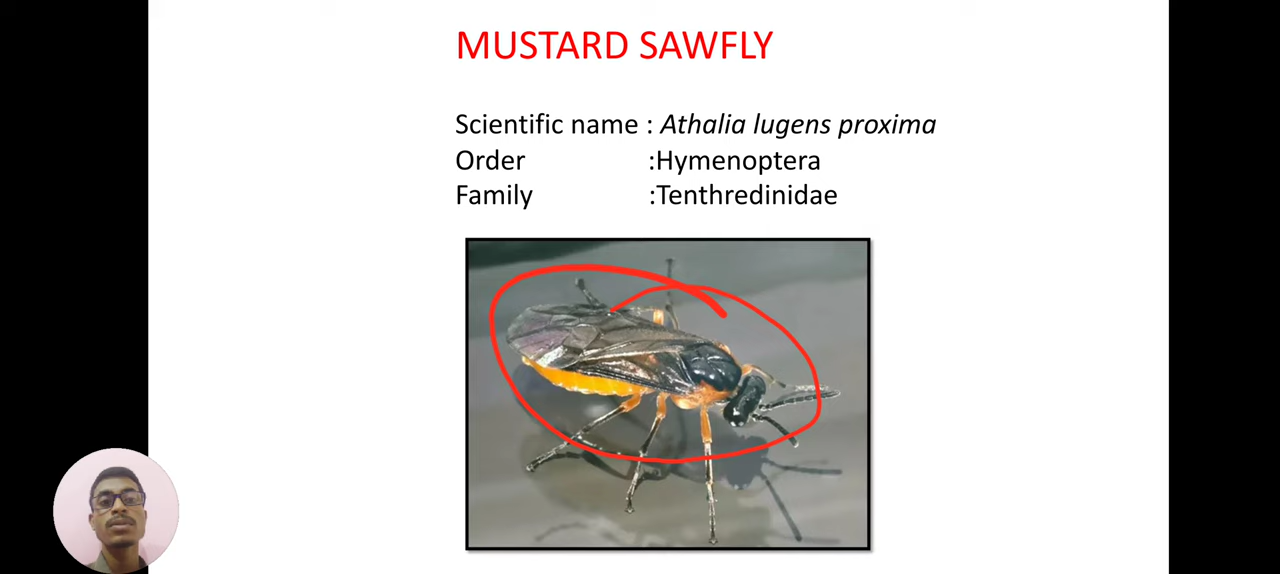 MUSTARD SAWFLY
Scientific name : Athalia lugens proxima
Order :Hymenoptera
Family :Tenthredinidae